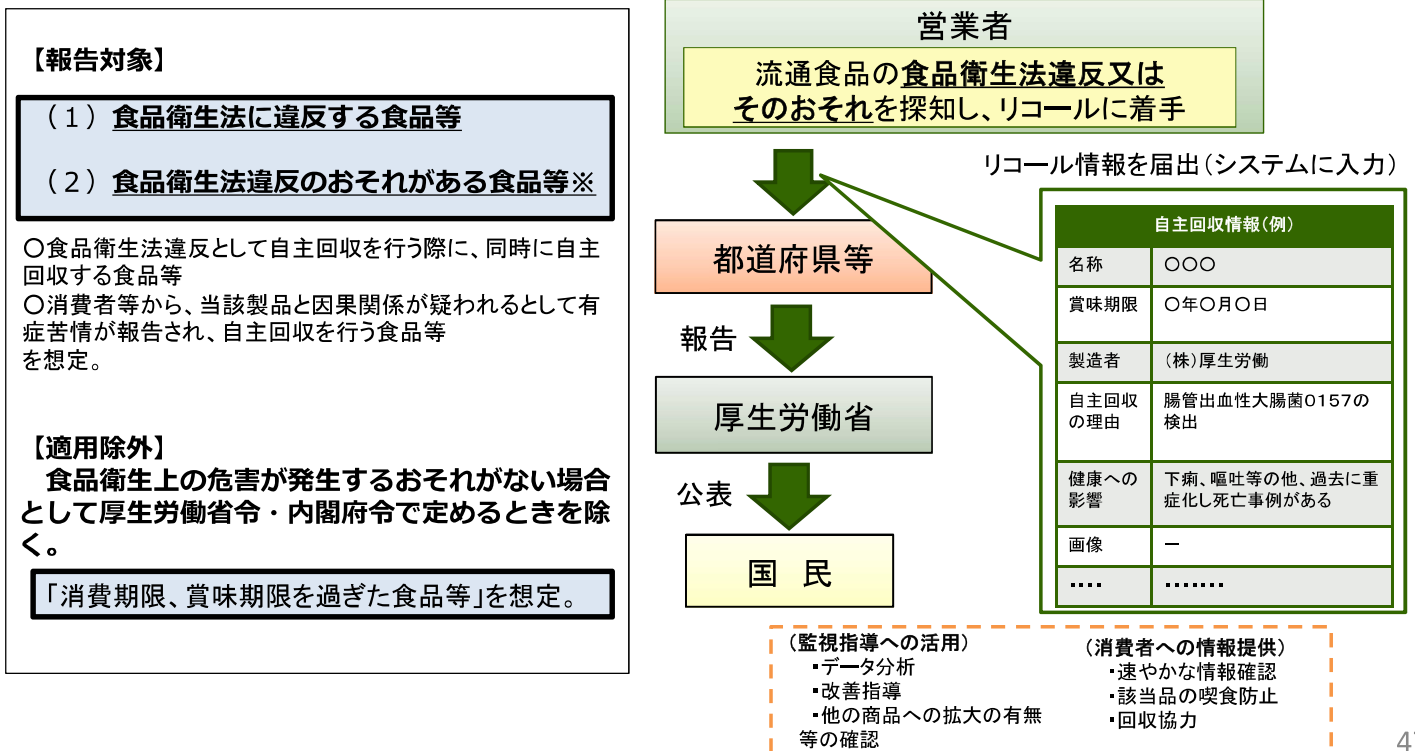 【報告対象】
（１）食品衛生法に違反する食品等
（２）食品衛生法違反のおそれがある食品等※
〇食品衛生法違反として自主回収を行う際に、同時に自主
回収する食品等
〇消費者等から、当該製品と因果関係が疑われるとして有
症苦情が報告され、自主回収を行う食品等
を想定。
【適用除外】
　食品衛生上の危害が発生するおそれがない場合
として厚生労働省令・内閣府令で定めるときを除
く。
「消費期限、賞味期限を過ぎた食品等」を想定。
営業者
流通食品の食品衛生法違反又は
そのおそれを探知し、リコールに着手
リコール情報を届出（システムに入力）
都道府県等
報告
厚生労働省
公表
国　民
自主回収情報（例）
名称　〇〇〇
賞味期限　〇年〇月〇日
製造者　（株）厚生労働
自主回収　腸管出血性大腸菌O157の
の理由　検出
健康への　下痢、嘔吐等の他、過去に重
影響　症化し死亡事例がある
画像　－
・・・・　・・・・・・・
（監視指導への活用）
・データ分析
・改善指導
・他の商品への拡大の有無
等の確認
（消費者への情報提供）
・速やかな情報確認
・該当品の喫食防止
・回収協力